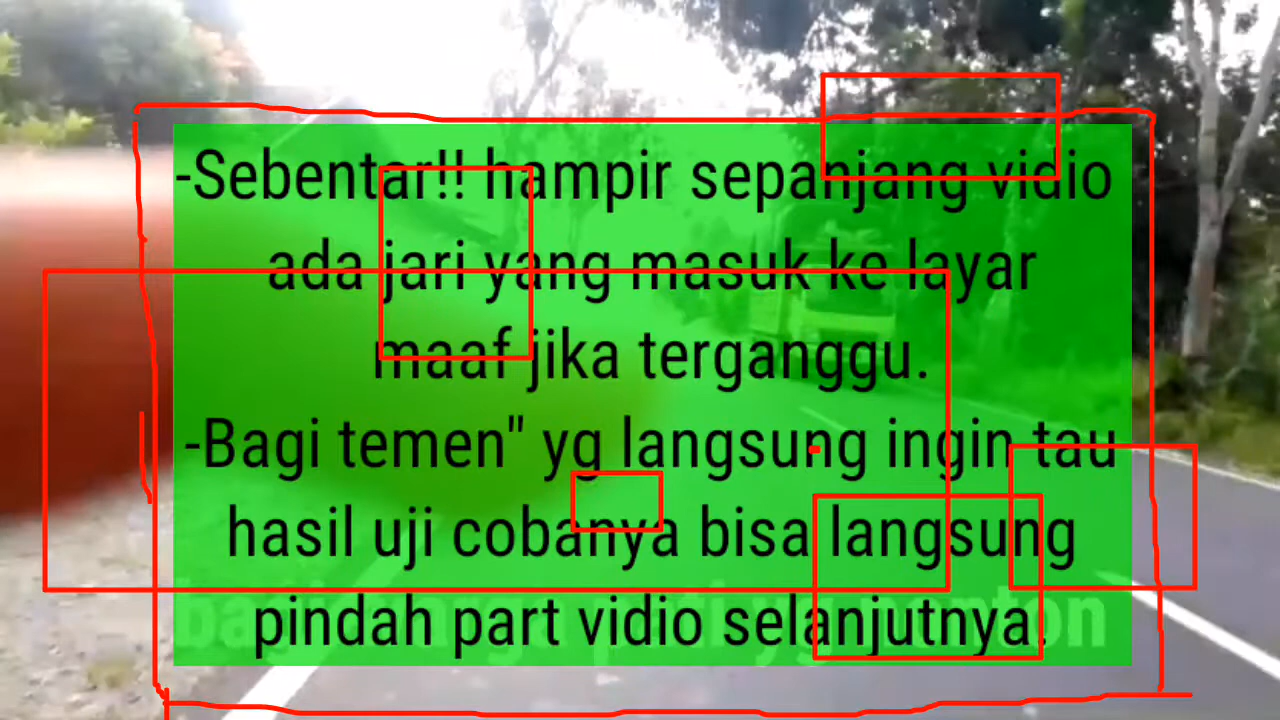 -Sebentar!! hampir sepanjang vidio
ada jari yang masuk ke layar
maaf jika terganggu.
-Bagi temen" yg langsung ingin tau
hasil uji cobanya bisa langsung
pindah part vidio selanjutnya.